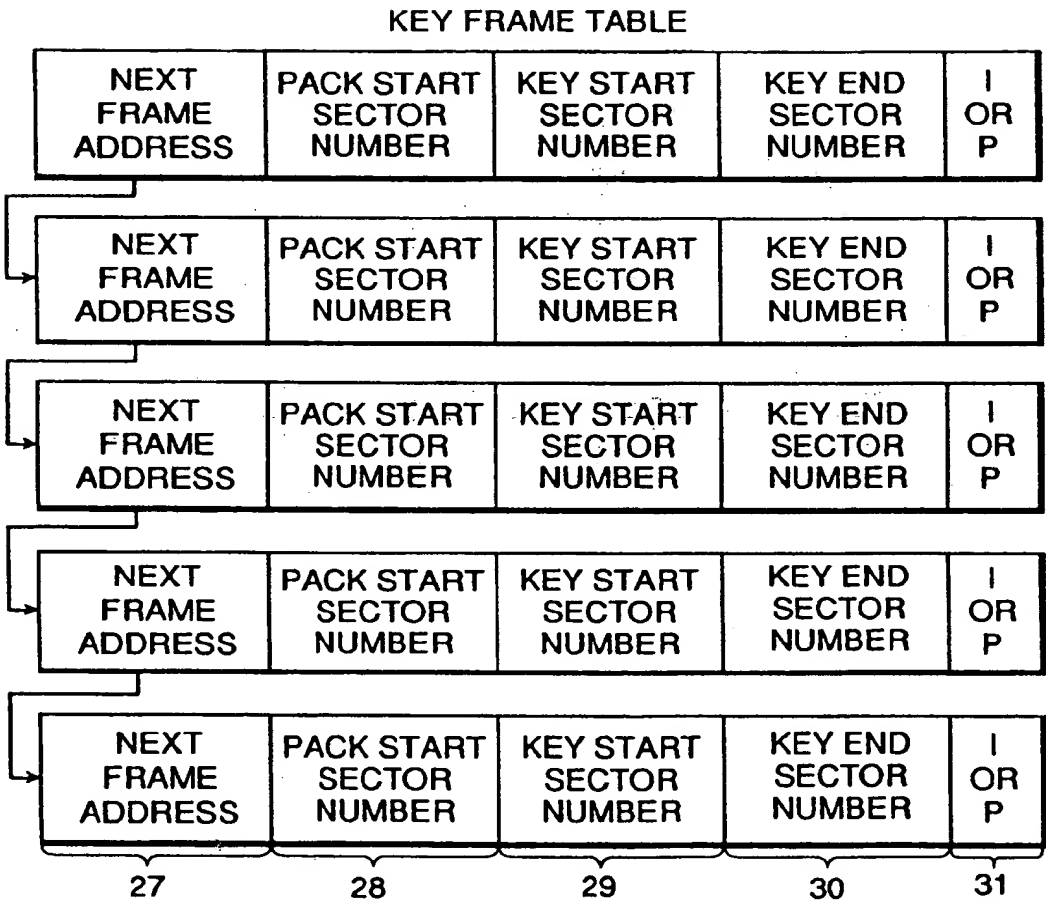 KEY FRAME TABLE
NEXT FRAME ADDRESS
PACK START SECTOR NUMBER
KEY START SECTOR NUMBER
KEY END SECTOR NUMBER
I OR P
NEXT FRAME ADDRESS
PACK START SECTOR NUMBER
KEY START SECTOR NUMBER
KEY END SECTOR NUMBER
I OR P
NEXT FRAME ADDRESS
PACK START SECTOR NUMBER
KEY START SECTOR NUMBER
KEY END SECTOR NUMBER
I OR P
NEXT FRAME ADDRESS
PACK START SECTOR NUMBER
KEY START SECTOR NUMBER
KEY END SECTOR NUMBER
I OR P
NEXT FRAME ADDRESS
PACK START SECTOR NUMBER
KEY START SECTOR NUMBER
KEY END SECTOR NUMBER
I OR P
27 28 29 30 31